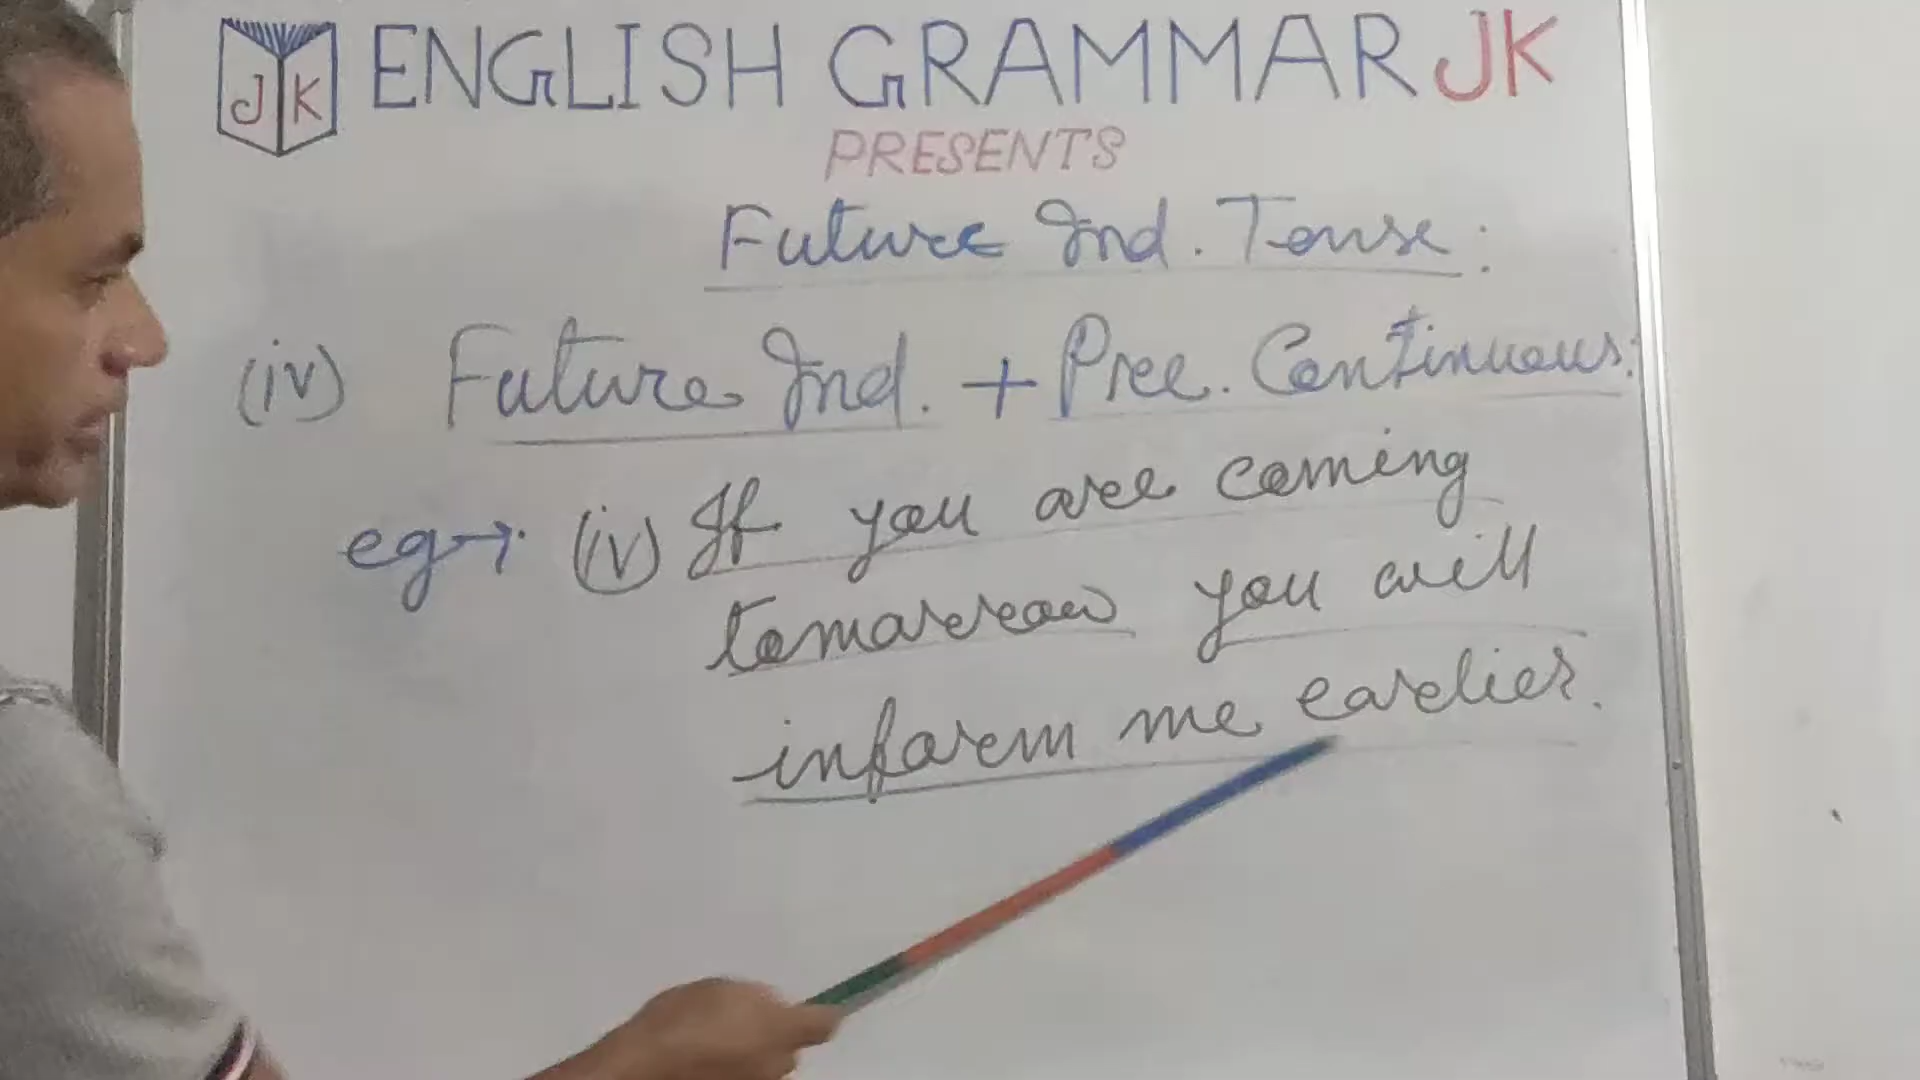 JK ENGLISH GRAMMAR JK
PRESENTS
Future Ind. Tense:
(iv) Future Ind. + Pre. Continuous:
eg→. (iv) If you are coming
tomorrow you will
inform me earlier.